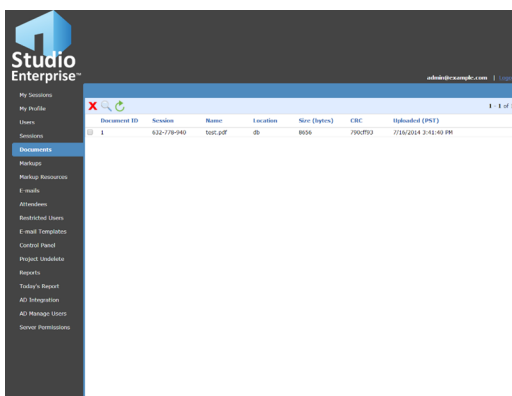 Studio
Enterprise™
admin@example.com |
My Sessions
My Profile
Users
Sessions
Documents
Markups
Markup Resources
E-mails
Attendees
Restricted Users
E-mail Templates
Control Panel
Project Undelete
Reports
Today's Report
AD Integration
AD Manage Users
Server Permissions
1 - 1 of
Document ID Session Name Location Size (bytes) CRC Uploaded (PST)
1 632-778-940 test.pdf db 8656 790cff93 7/16/2014 3:41:40 PM